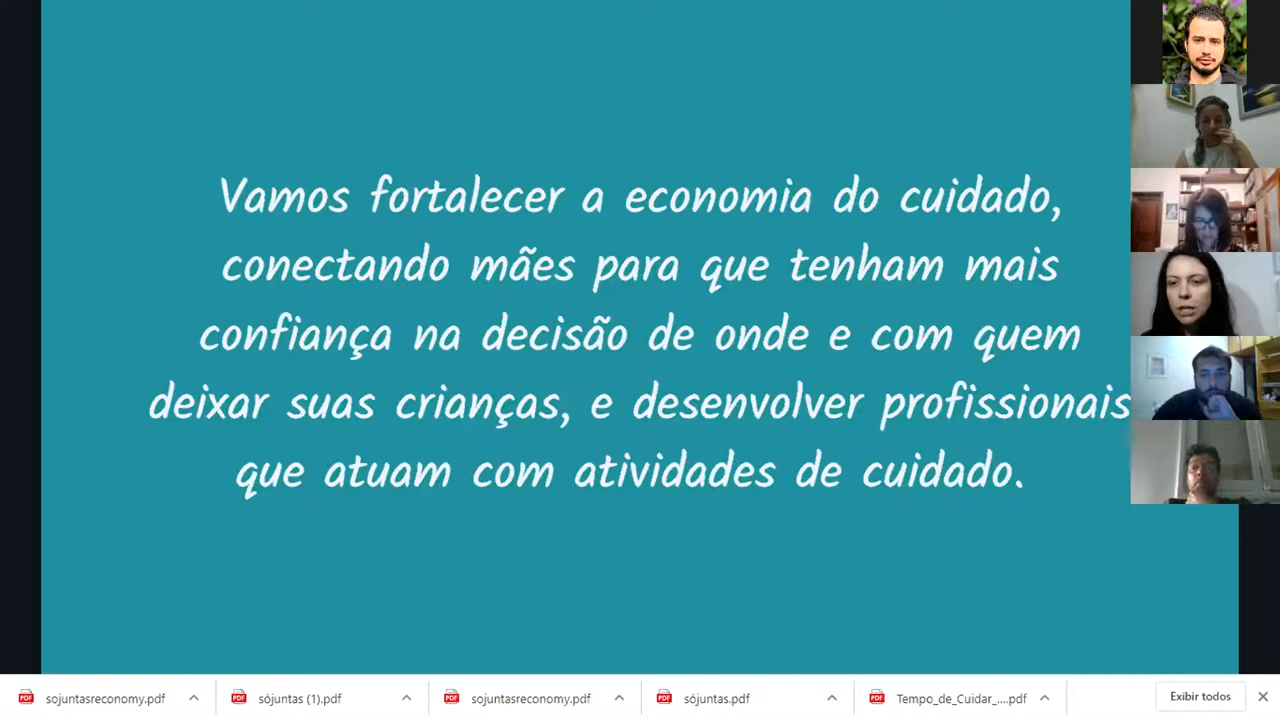 Vamos fortalecer a economia do cuidado,
conectando mães para que tenham mais
confiança na decisão de onde e com quem
deixar suas crianças, e desenvolver profissionais
que atuam com atividades de cuidado.
sojuntasreconomy.pdf
sójuntas (1).pdf
sojuntasreconomy.pdf
sójuntas.pdf
Tempo_de_Cuidar_....pdf
Exibir todos